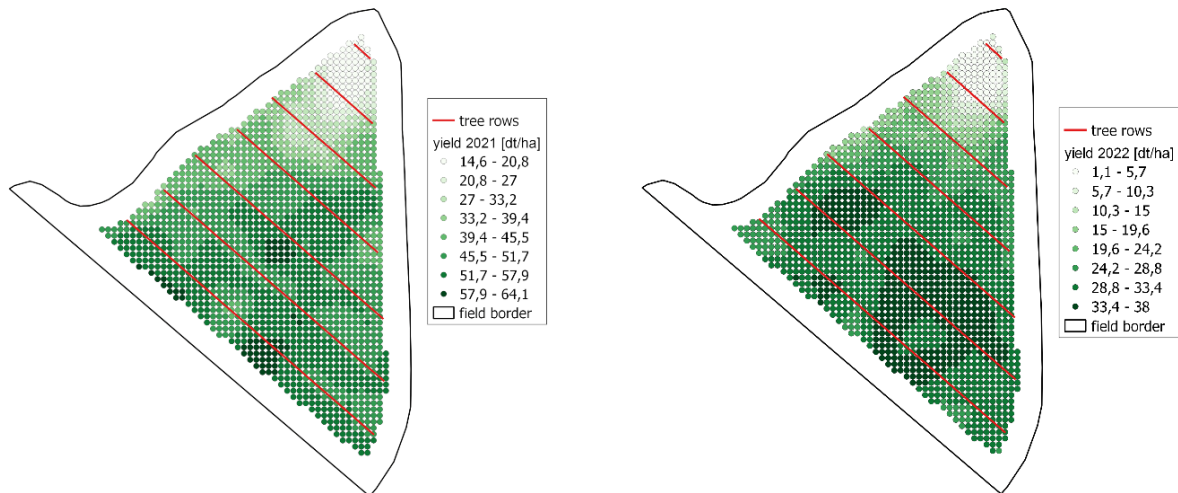 tree rows
yield 2021 [dt/ha]
14,6 - 20,8
20,8 - 27
27 - 33,2
33,2 - 39,4
39,4 - 45,5
45,5 - 51,7
51,7 - 57,9
57,9 - 64,1
field border
tree rows
yield 2022 [dt/ha]
1,1 - 5,7
5,7 - 10,3
10,3 - 15
15 - 19,6
19,6 - 24,2
24,2 - 28,8
28,8 - 33,4
33,4 - 38
field border